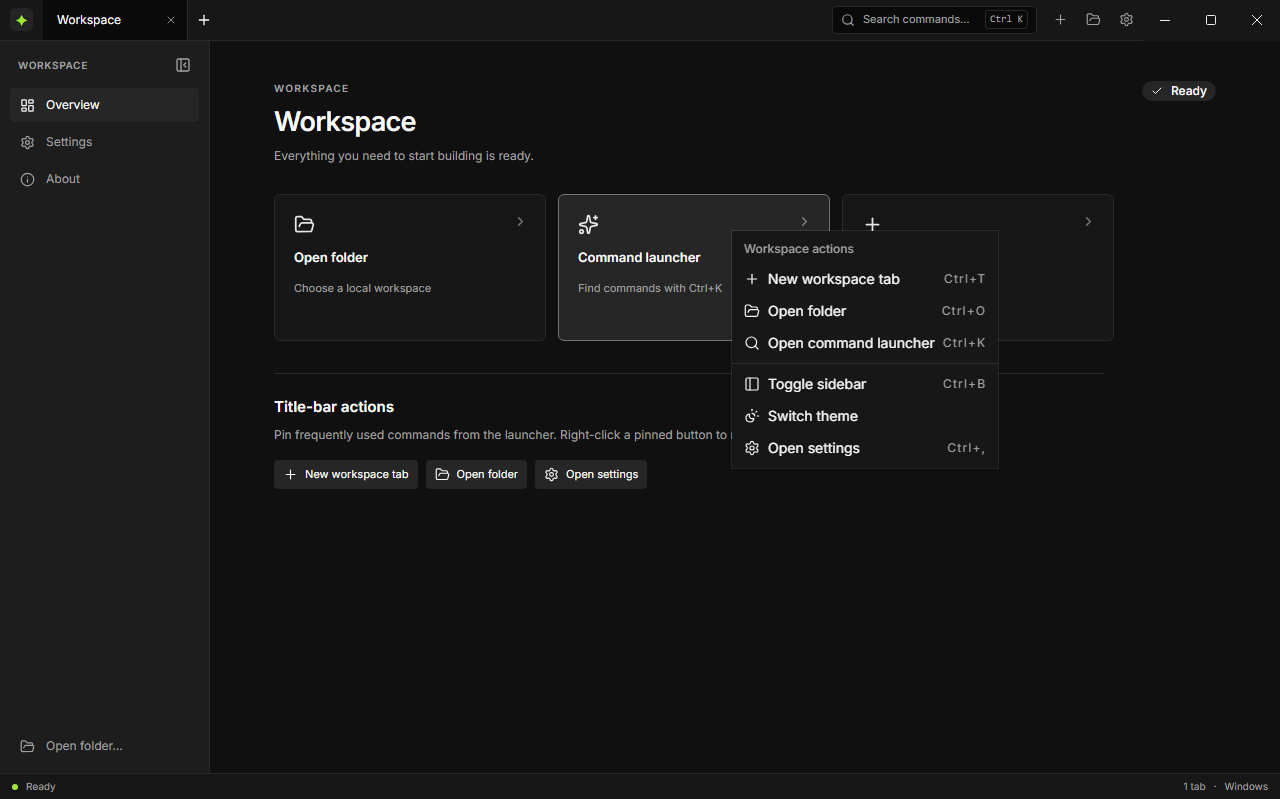 Workspace
Search commands...
Ctrl K
WORKSPACE
Overview
Settings
About
Open folder...
WORKSPACE
Ready
Workspace
Everything you need to start building is ready.
Open folder
Choose a local workspace
Command launcher
Find commands with Ctrl+K
Workspace actions
New workspace tab Ctrl+T
Open folder Ctrl+O
Open command launcher Ctrl+K
Toggle sidebar Ctrl+B
Switch theme
Open settings Ctrl+,
Title-bar actions
Pin frequently used commands from the launcher. Right-click a pinned button to
New workspace tab
Open folder
Open settings
Ready
1 tab · Windows